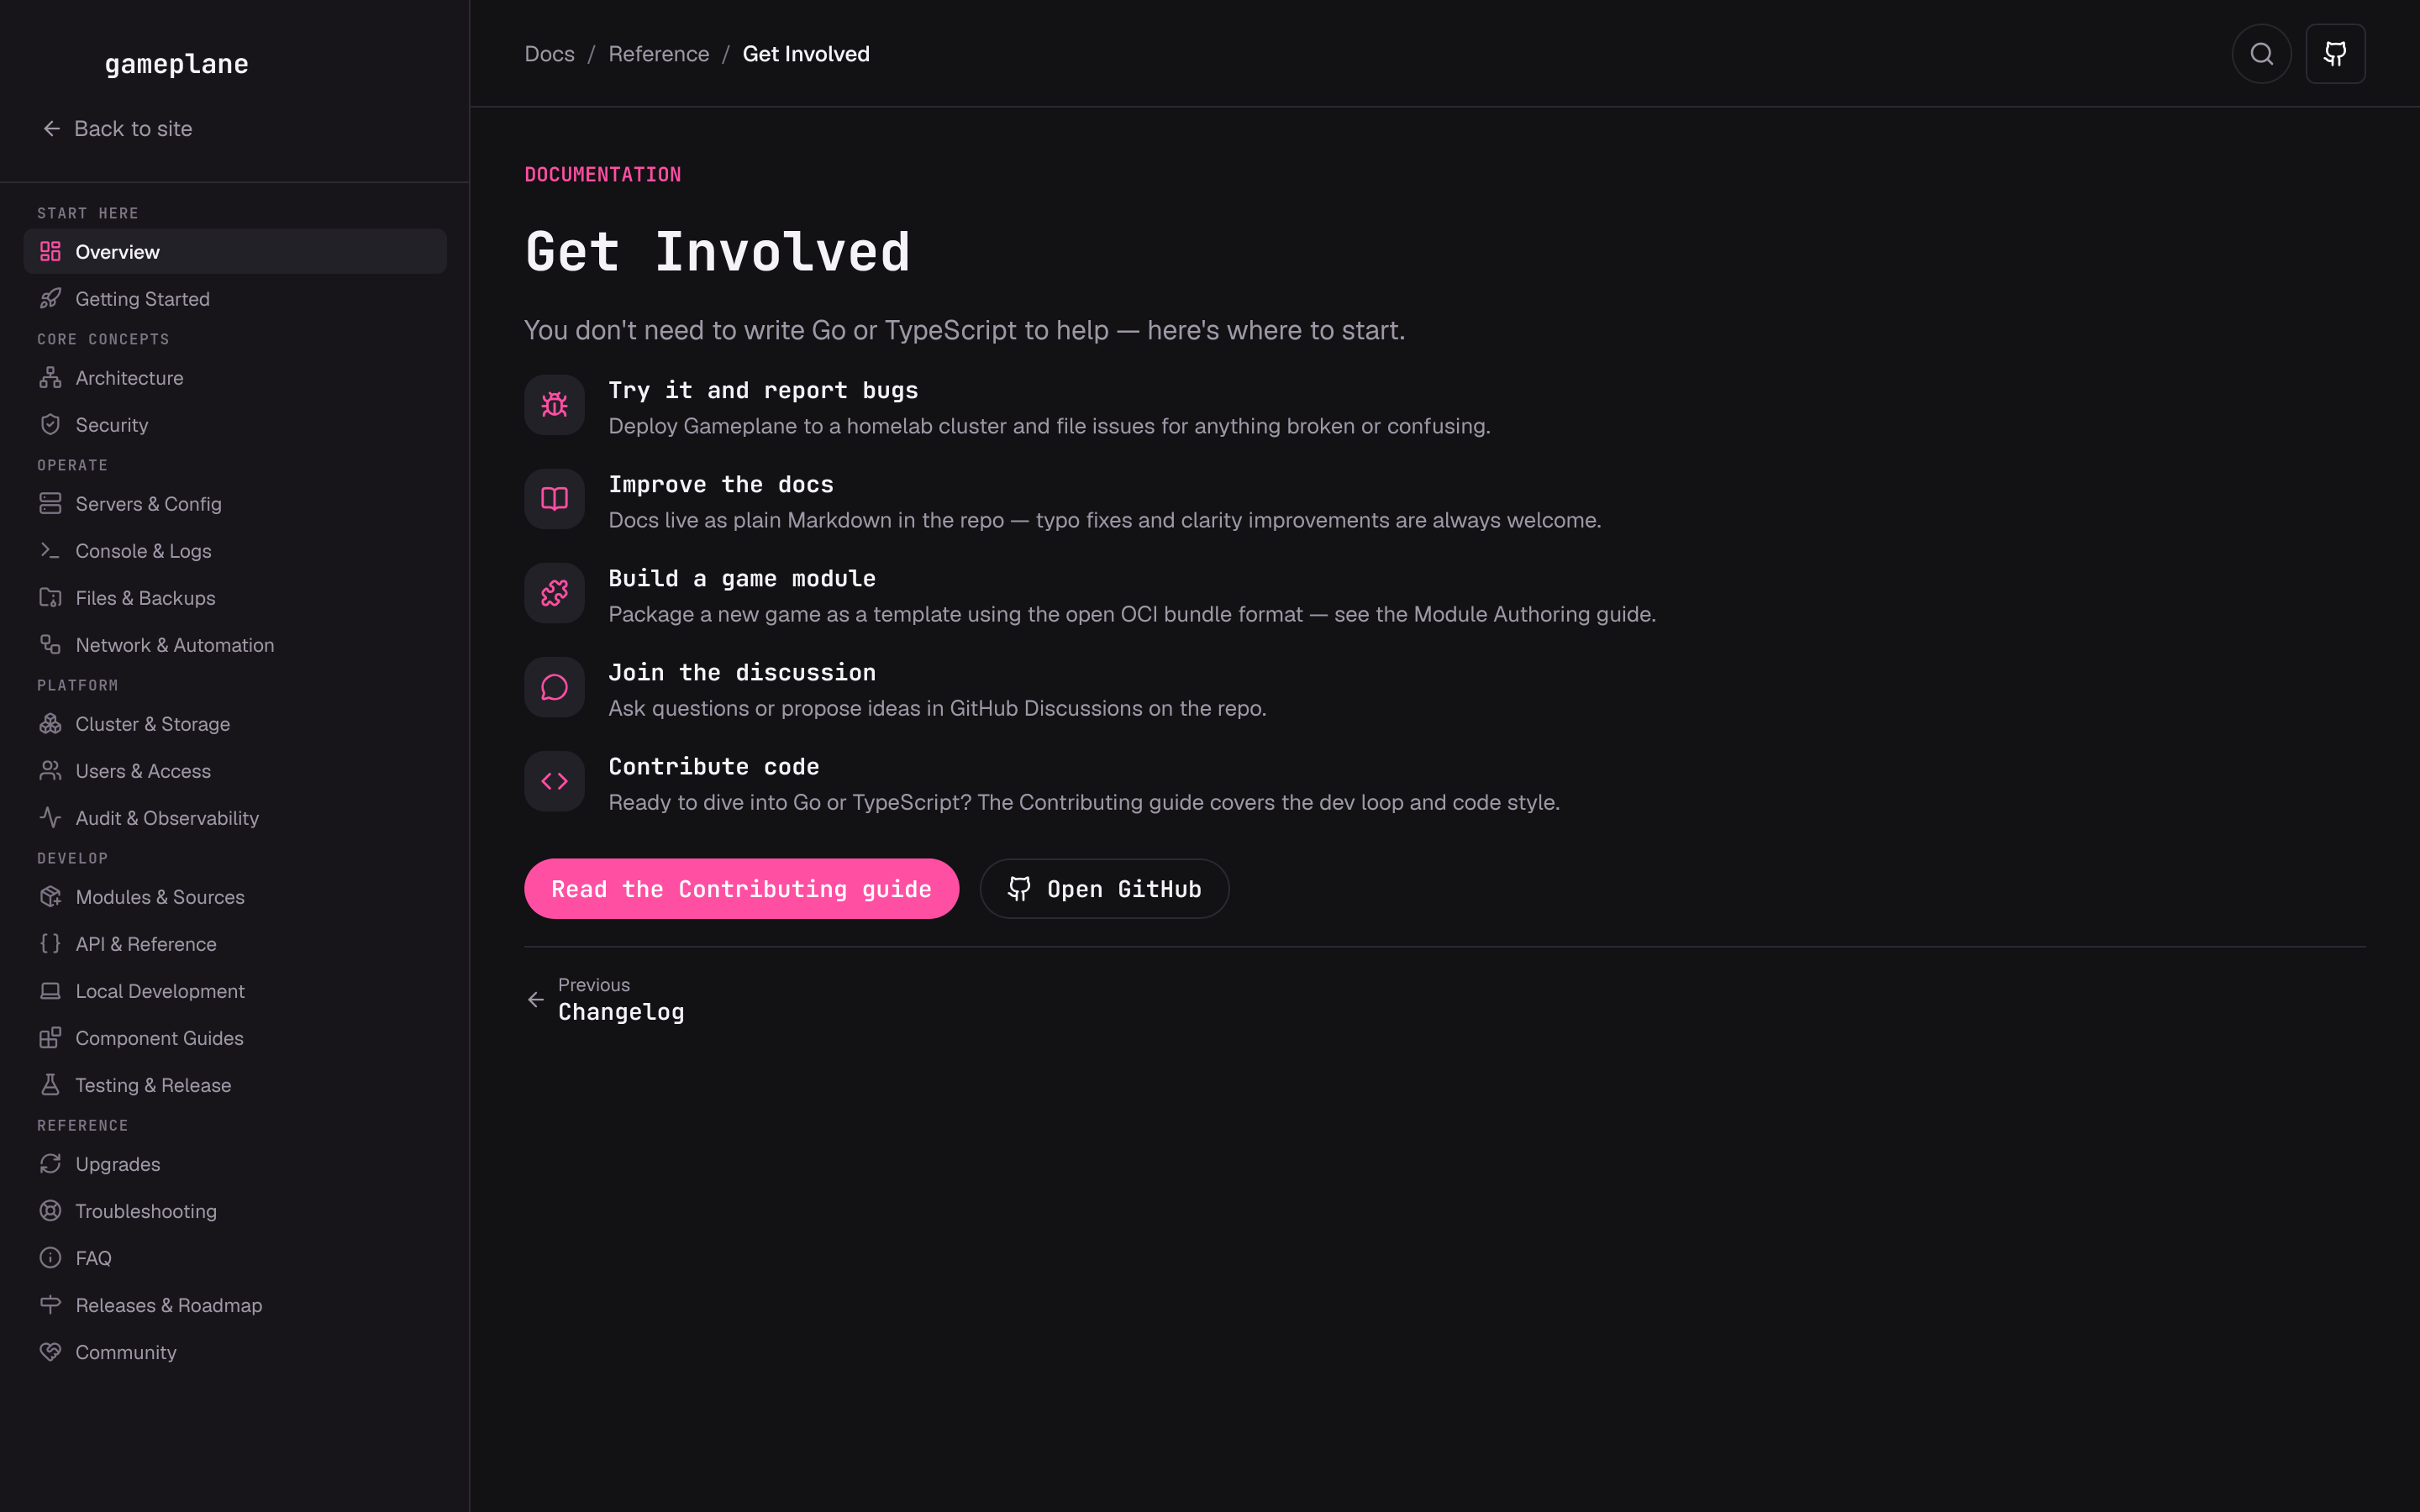 gameplane
Back to site
START HERE
Overview
Getting Started
CORE CONCEPTS
Architecture
Security
OPERATE
Servers & Config
Console & Logs
Files & Backups
Network & Automation
PLATFORM
Cluster & Storage
Users & Access
Audit & Observability
DEVELOP
Modules & Sources
API & Reference
Local Development
Component Guides
Testing & Release
REFERENCE
Upgrades
Troubleshooting
FAQ
Releases & Roadmap
Community
Docs / Reference / Get Involved
DOCUMENTATION
Get Involved
You don't need to write Go or TypeScript to help — here's where to start.
Try it and report bugs
Deploy Gameplane to a homelab cluster and file issues for anything broken or confusing.
Improve the docs
Docs live as plain Markdown in the repo — typo fixes and clarity improvements are always welcome.
Build a game module
Package a new game as a template using the open OCI bundle format — see the Module Authoring guide.
Join the discussion
Ask questions or propose ideas in GitHub Discussions on the repo.
Contribute code
Ready to dive into Go or TypeScript? The Contributing guide covers the dev loop and code style.
Read the Contributing guide
Open GitHub
Previous
Changelog